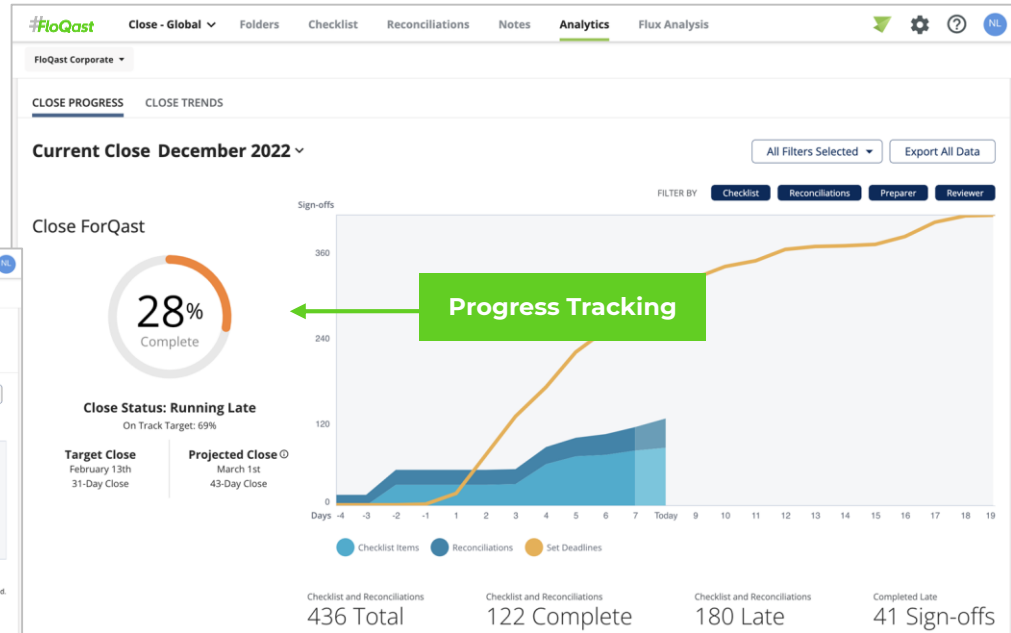 FloQast
Close - Global Folders Checklist Reconciliations Notes Analytics Flux Analysis NL
FloQast Corporate
CLOSE PROGRESS CLOSE TRENDS
Current Close December 2022
All Filters Selected Export All Data
FILTER BY Checklist Reconciliations Preparer Reviewer
Sign-offs
Close ForQast
NL
28%
Complete
Close Status: Running Late
On Track Target: 69%
Target Close
February 13th
31-Day Close
Projected Close
March 1st
43-Day Close
Progress Tracking
360
240
120
0
Days -4 -3 -2 -1 1 2 3 4 5 6 7 Today 9 10 11 12 13 14 15 16 17 18 19
Checklist Items Reconciliations Set Deadlines
d.
Checklist and Reconciliations
436 Total
Checklist and Reconciliations
122 Complete
Checklist and Reconciliations
180 Late
Completed Late
41 Sign-offs